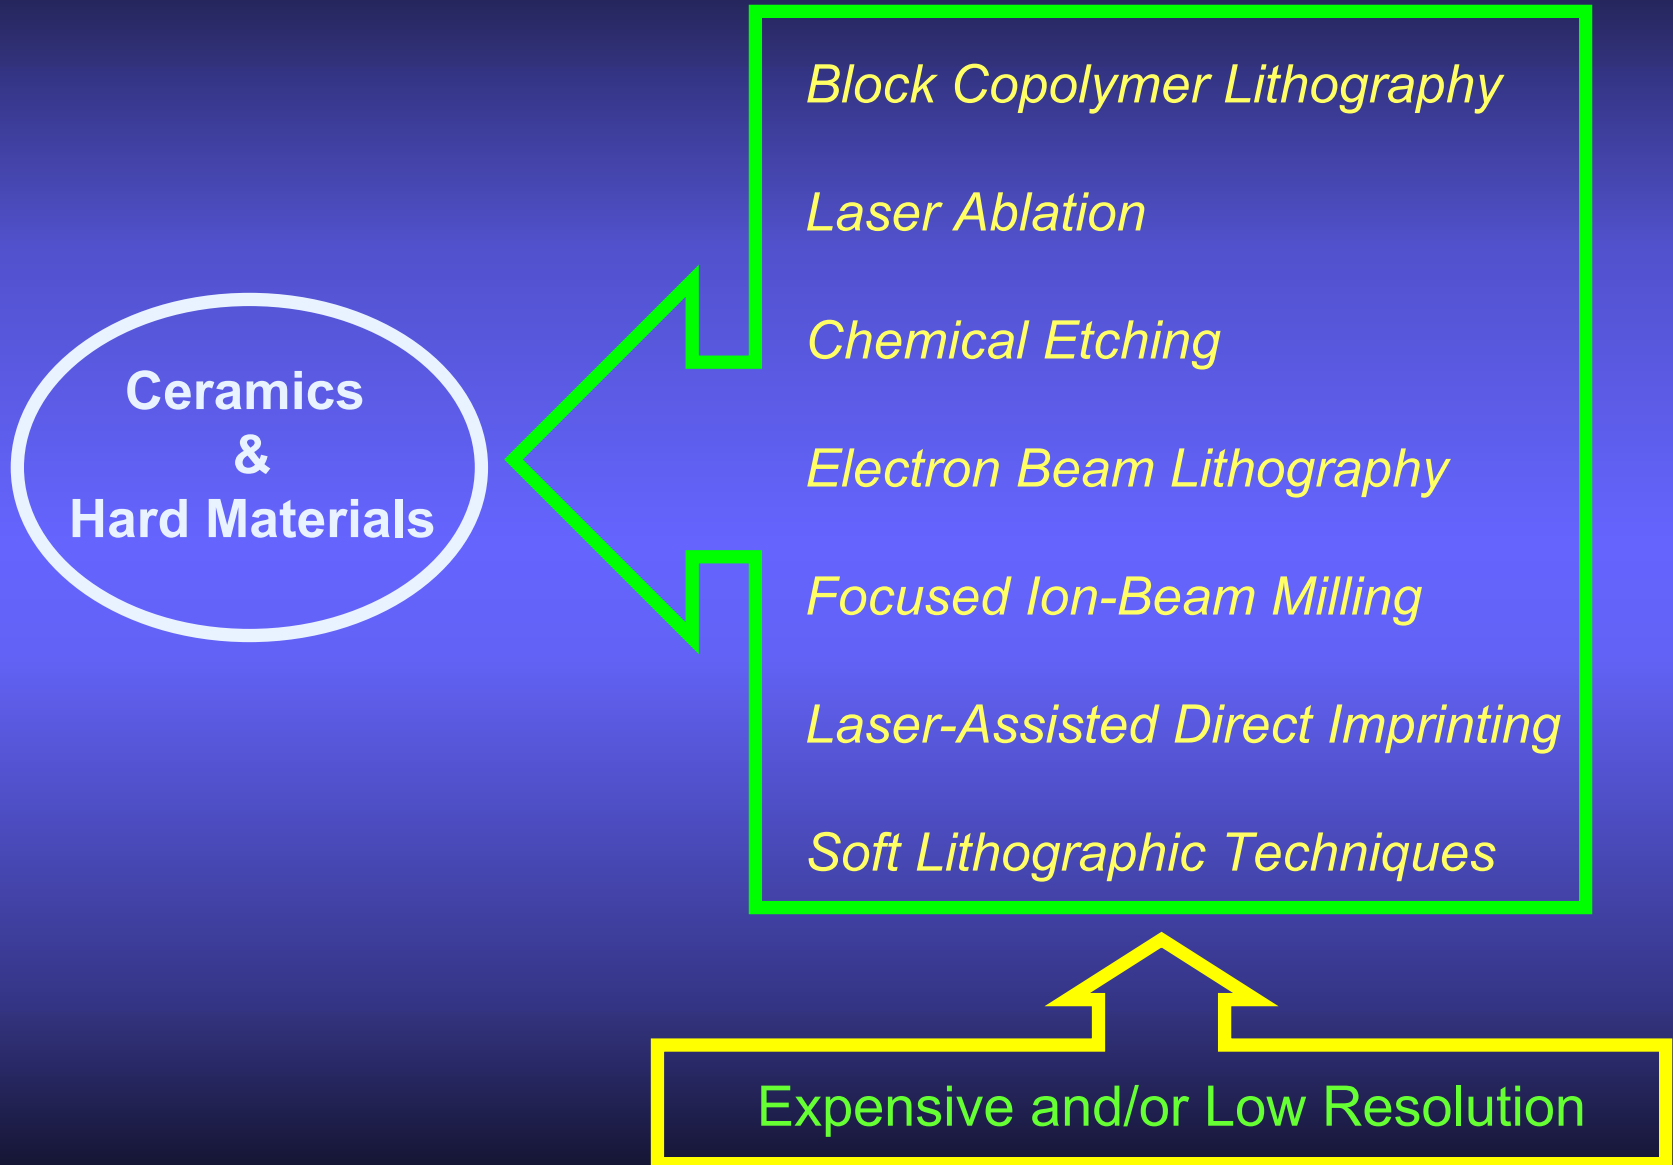 Ceramics
&
Hard Materials
Block Copolymer Lithography
Laser Ablation
Chemical Etching
Electron Beam Lithography
Focused Ion-Beam Milling
Laser-Assisted Direct Imprinting
Soft Lithographic Techniques
Expensive and/or Low Resolution